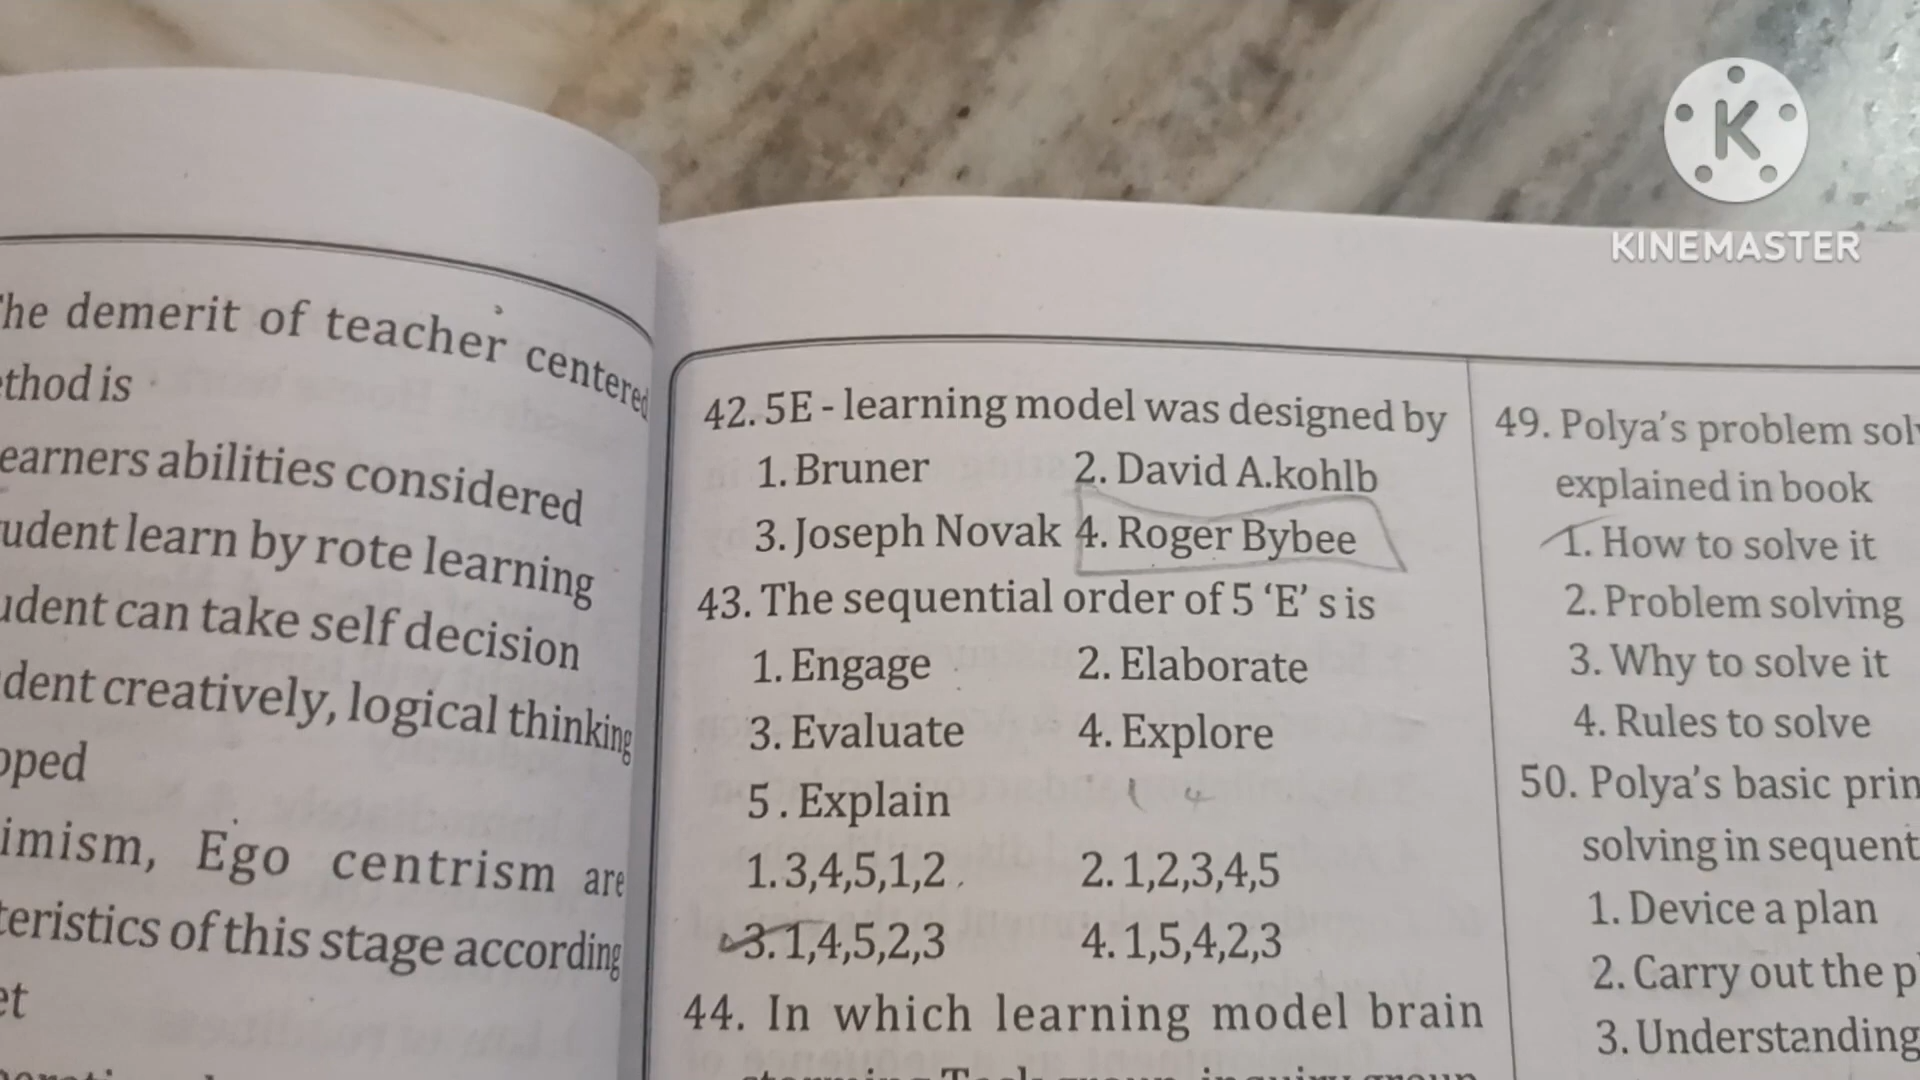 K
KINEMASTER
he demerit of teacher centered
thod is
earners abilities considered
udent learn by rote learning
udent can take self decision
dent creatively, logical thinking
oped
imism, Ego centrism are
teristics of this stage according
et
42. 5E - learning model was designed by
1. Bruner 2. David A.kohlb
3. Joseph Novak 4. Roger Bybee
43. The sequential order of 5 ‘E’ s is
1. Engage 2. Elaborate
3. Evaluate 4. Explore
5 . Explain 1 4
1. 3,4,5,1,2 2. 1,2,3,4,5
3. 1,4,5,2,3 4. 1,5,4,2,3
44. In which learning model brain
49. Polya’s problem solv
explained in book
1. How to solve it
2. Problem solving
3. Why to solve it
4. Rules to solve
50. Polya’s basic prin
solving in sequent
1. Device a plan
2. Carry out the pl
3. Understanding